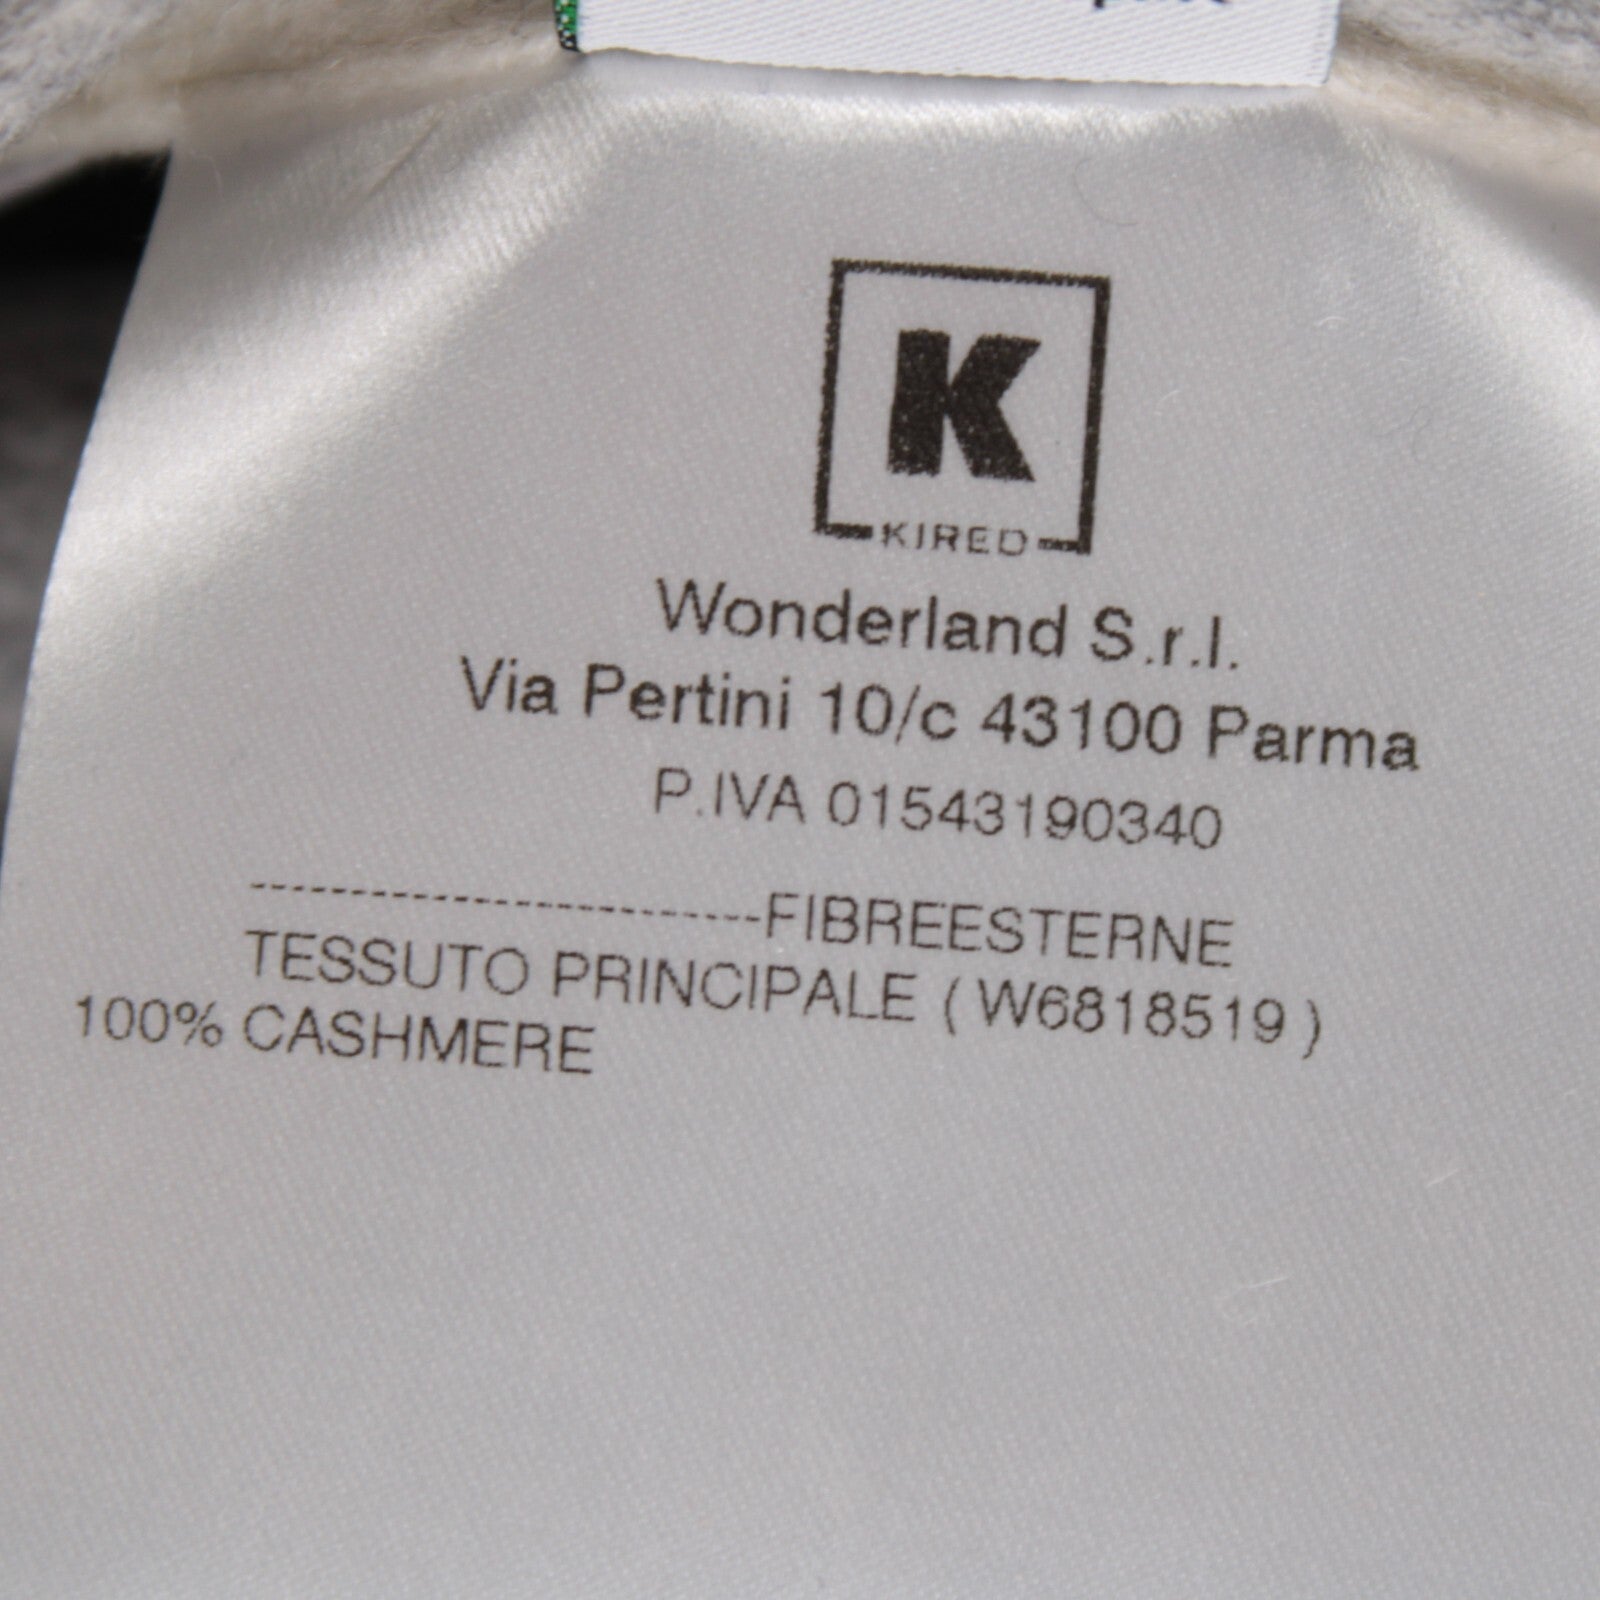 K
KIRED
Wonderland S.r.l.
Via Pertini 10/c 43100 Parma
P.IVA 01543190340
--------------------------FIBREESTERNE
TESSUTO PRINCIPALE ( W6818519 )
100% CASHMERE